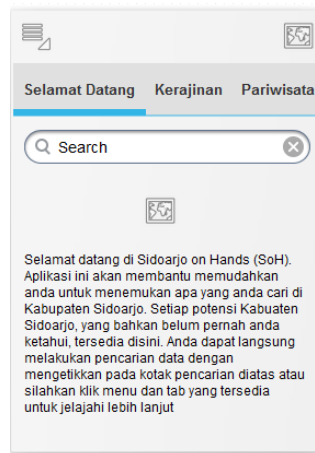 Selamat Datang Kerajinan Pariwisata
Search
Selamat datang di Sidoarjo on Hands (SoH).
Aplikasi ini akan membantu memudahkan
anda untuk menemukan apa yang anda cari di
Kabupaten Sidoarjo. Setiap potensi Kabuaten
Sidoarjo, yang bahkan belum pernah anda
ketahui, tersedia disini. Anda dapat langsung
melakukan pencarian data dengan
mengetikkan pada kotak pencarian diatas atau
silahkan klik menu dan tab yang tersedia
untuk jelajahi lebih lanjut